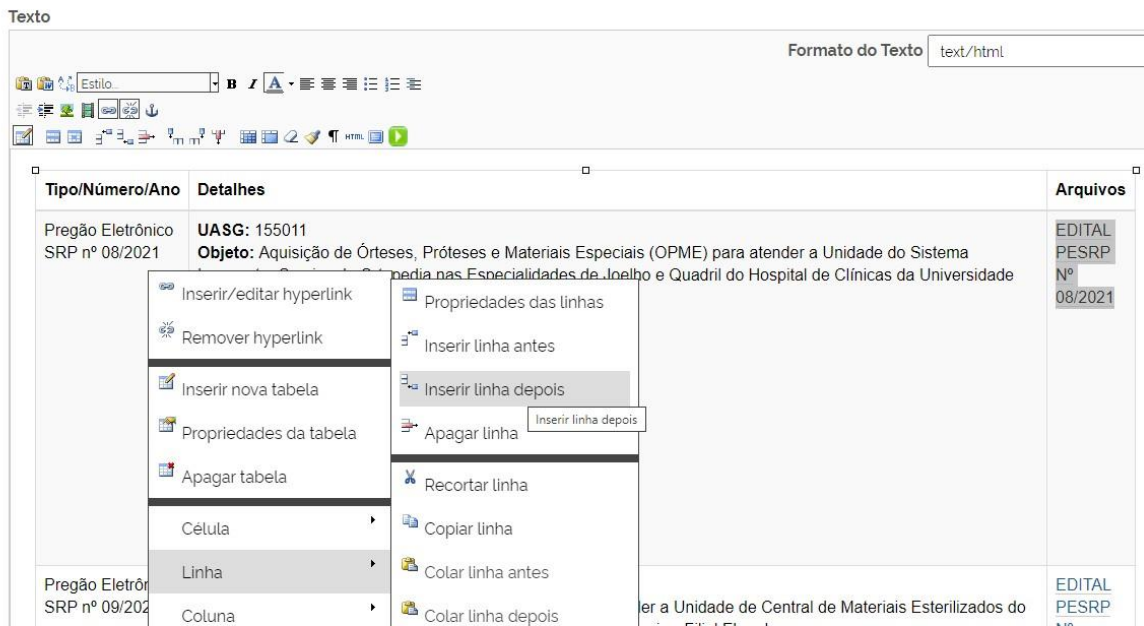 Texto
Formato do Texto text/html
Estilo...
B I A
HTML
Tipo/Número/Ano Detalhes Arquivos
Pregão Eletrônico
SRP nº 08/2021
UASG: 155011
Objeto: Aquisição de Órteses, Próteses e Materiais Especiais (OPME) para atender a Unidade do Sistema
nas Especialidades de Joelho e Quadril do Hospital de Clínicas da Universidade
EDITAL
PESRP
Nº
08/2021
Inserir/editar hyperlink
Remover hyperlink
Inserir nova tabela
Propriedades da tabela
Apagar tabela
Célula
Linha
Coluna
Propriedades das linhas
Inserir linha antes
Inserir linha depois
Inserir linha depois
Apagar linha
Recortar linha
Copiar linha
Colar linha antes
Colar linha depois
Pregão Eletrôn
SRP nº 09/202
er a Unidade de Central de Materiais Esterilizados do
EDITAL
PESRP